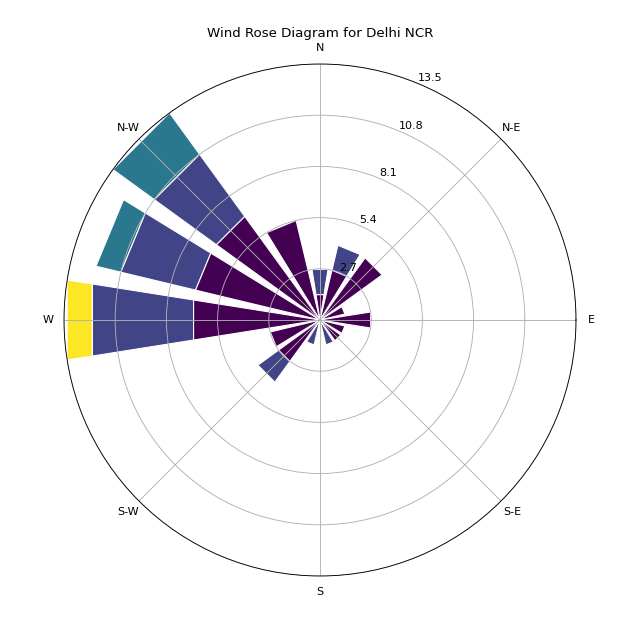 Wind Rose Diagram for Delhi NCR
N
13.5
N-W
10.8
N-E
8.1
5.4
2.7
W
E
S-W
S-E
S